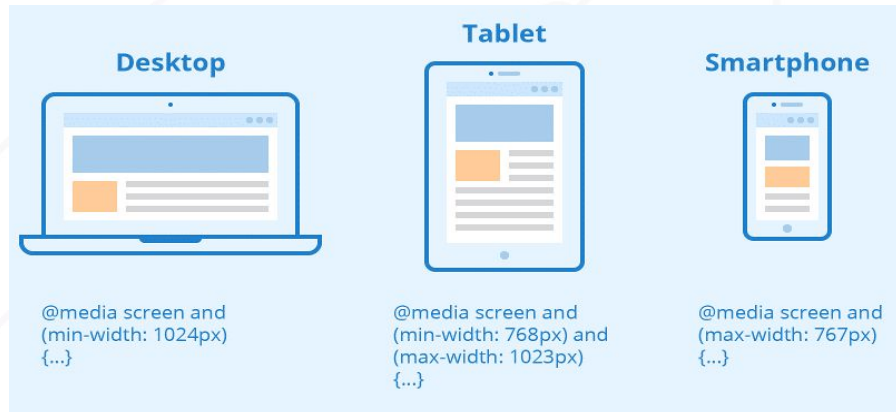 Desktop
Tablet
Smartphone
@media screen and
(min-width: 1024px)
{...}
@media screen and
(min-width: 768px) and
(max-width: 1023px)
{...}
@media screen and
(max-width: 767px)
{...}